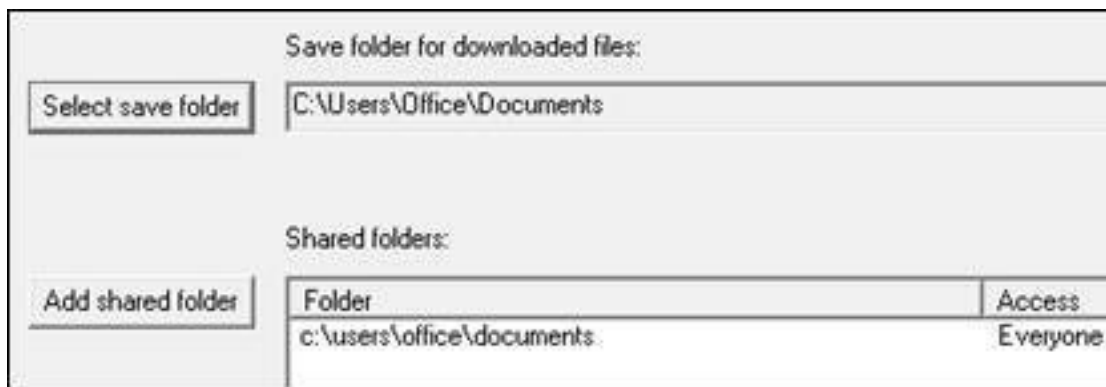 Save folder for downloaded files:
Select save folder
C:\Users\Office\Documents
Shared folders:
Add shared folder
Folder Access
c:\users\office\documents Everyone